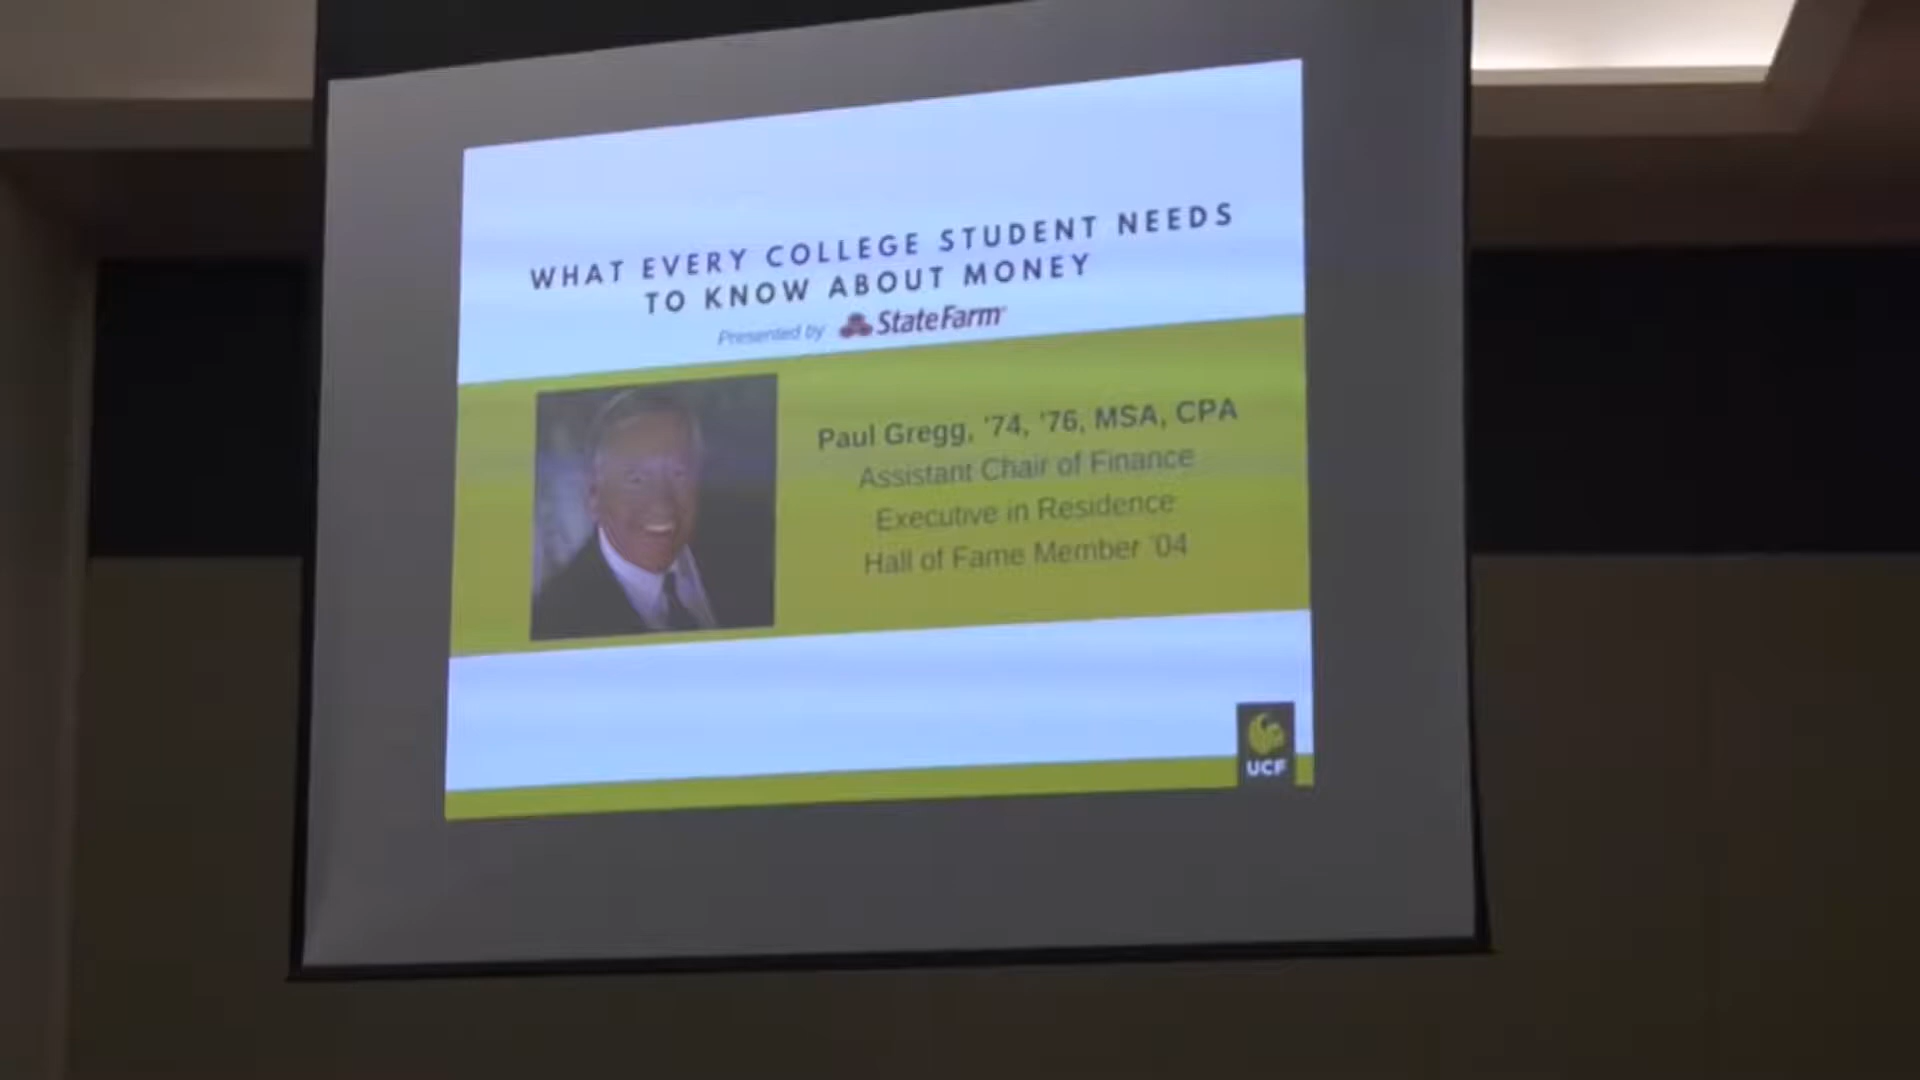 WHAT EVERY COLLEGE STUDENT NEEDS
TO KNOW ABOUT MONEY
Presented by StateFarm
Paul Gregg, '74, '76, MSA, CPA
Assistant Chair of Finance
Executive in Residence
Hall of Fame Member '04
UCF